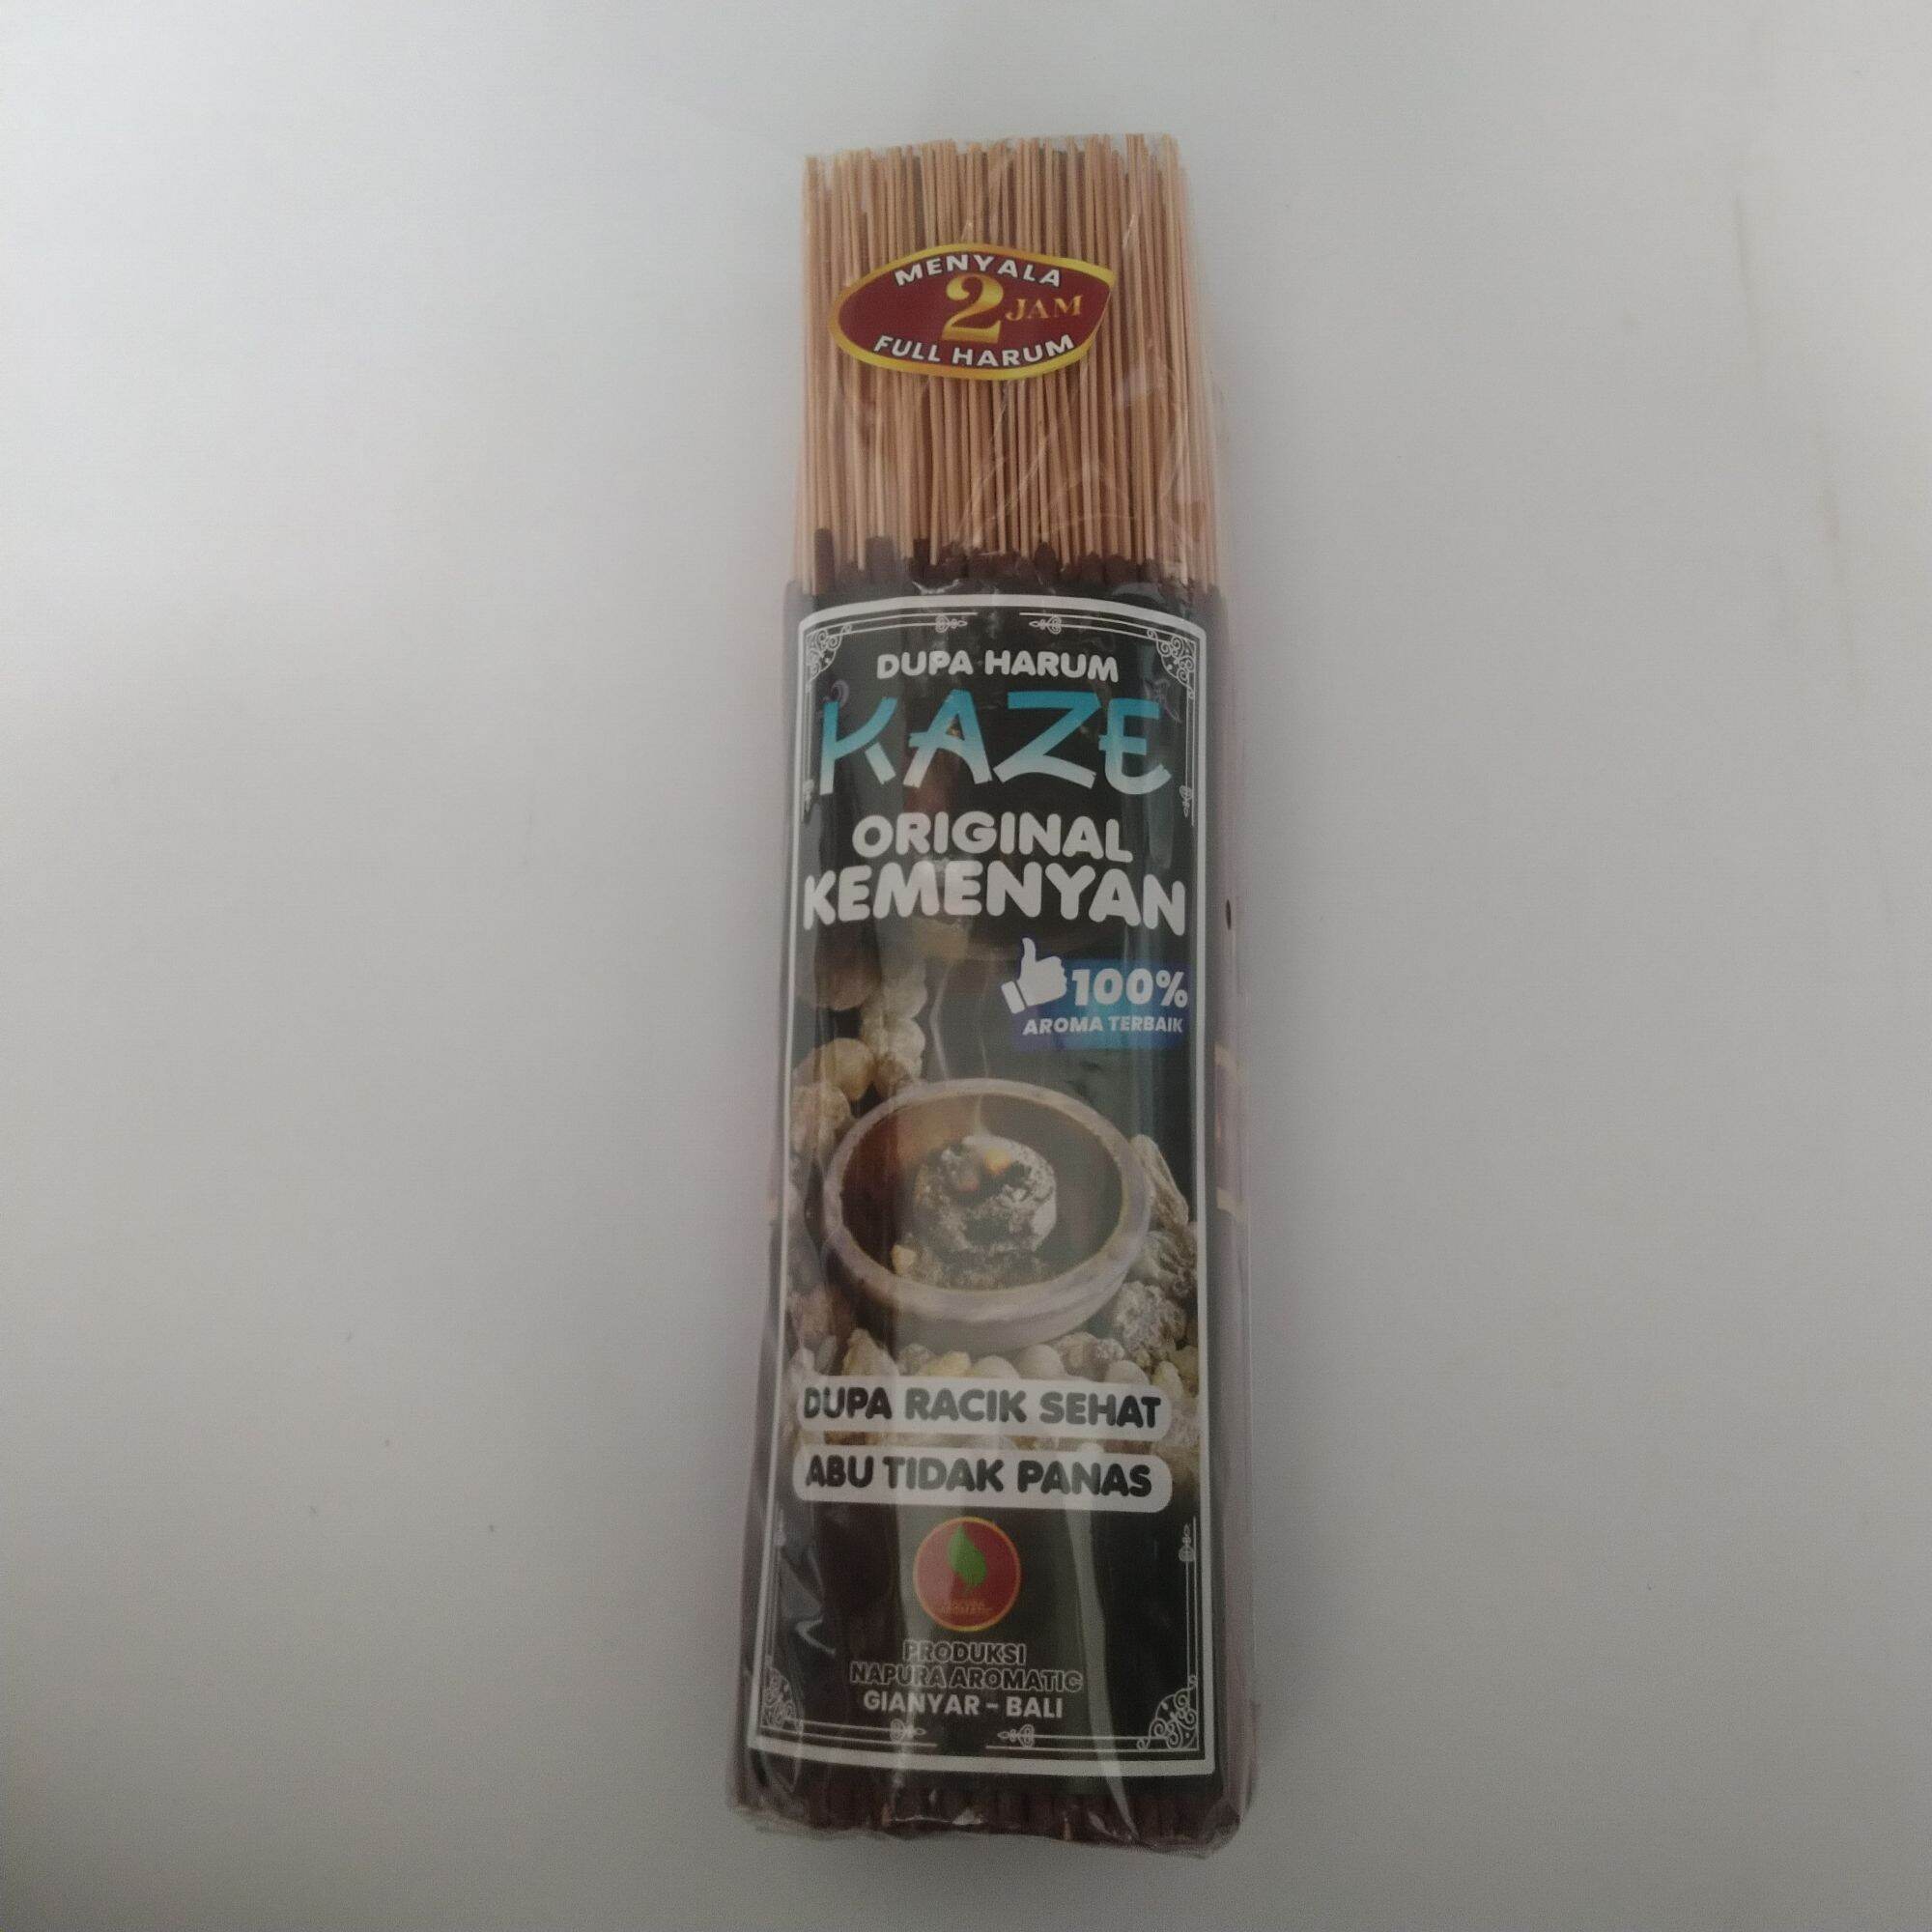 MENYALA
2 JAM
FULL HARUM
DUPA HARUM
KAZE
ORIGINAL
KEMENYAN
100%
AROMA TERBAIK
DUPA RACIK SEHAT
ABU TIDAK PANAS
PRODUKSI
NAPURA AROMATIC
GIANYAR - BALI